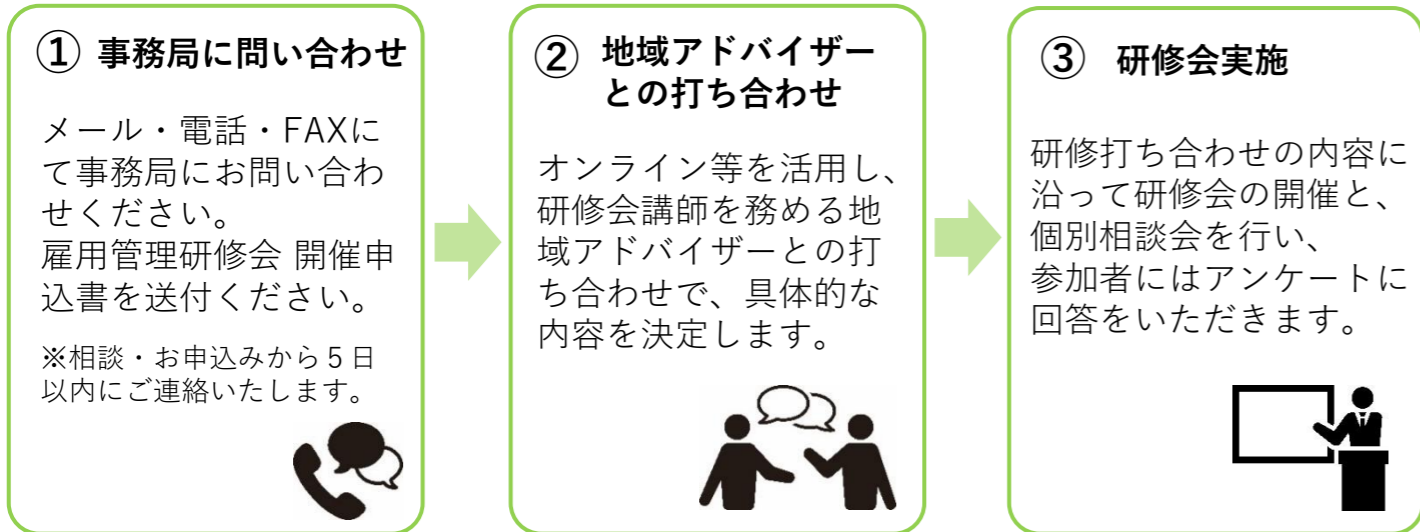 ① 事務局に問い合わせ
メール・電話・FAXに
て事務局にお問い合わ
せください。
雇用管理研修会 開催申
込書を送付ください。
※相談・お申込みから５日
以内にご連絡いたします。
② 地域アドバイザー
との打ち合わせ
オンライン等を活用し、
研修会講師を務める地
域アドバイザーとの打
ち合わせで、具体的な
内容を決定します。
③ 研修会実施
研修打ち合わせの内容に
沿って研修会の開催と、
個別相談会を行い、
参加者にはアンケートに
回答をいただきます。